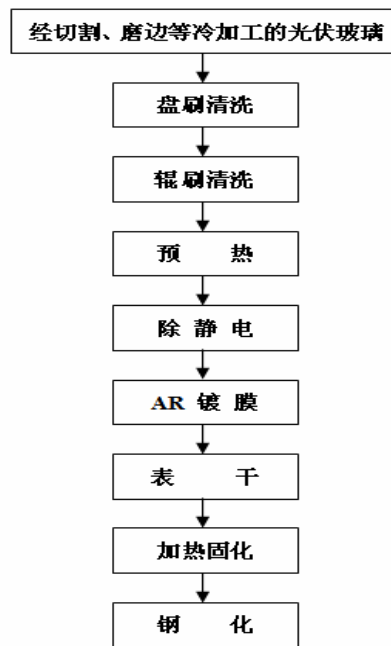 经切割、磨边等冷加工的光伏玻璃
盘刷清洗
辊刷清洗
预 热
除 静 电
AR 镀 膜
表 干
加热固化
钢 化